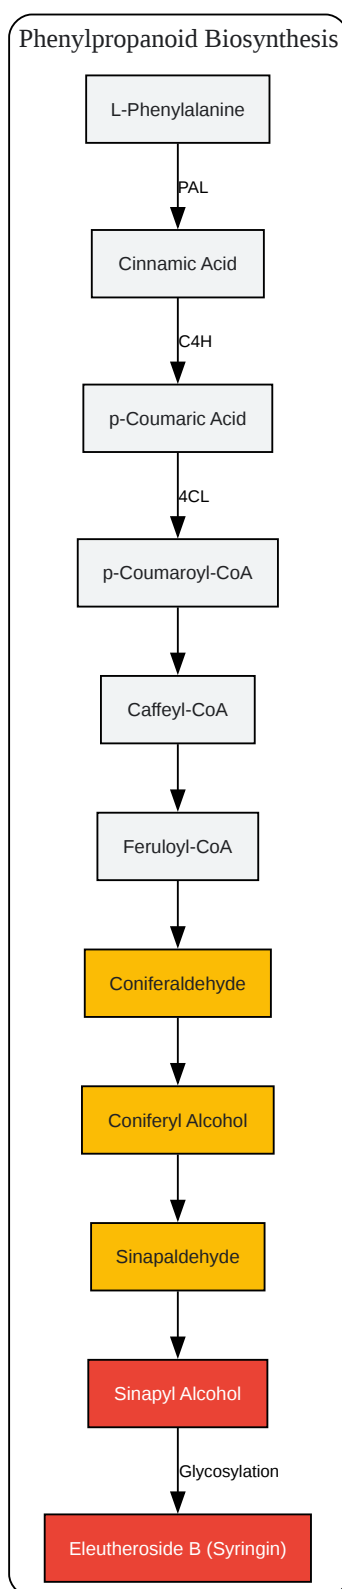 Phenylpropanoid Biosynthesis
L-Phenylalanine
PAL
Cinnamic Acid
C4H
p-Coumaric Acid
4CL
p-Coumaroyl-CoA
Caffeyl-CoA
Feruloyl-CoA
Coniferaldehyde
Coniferyl Alcohol
Sinapaldehyde
Sinapyl Alcohol
Glycosylation
Eleutheroside B (Syringin)